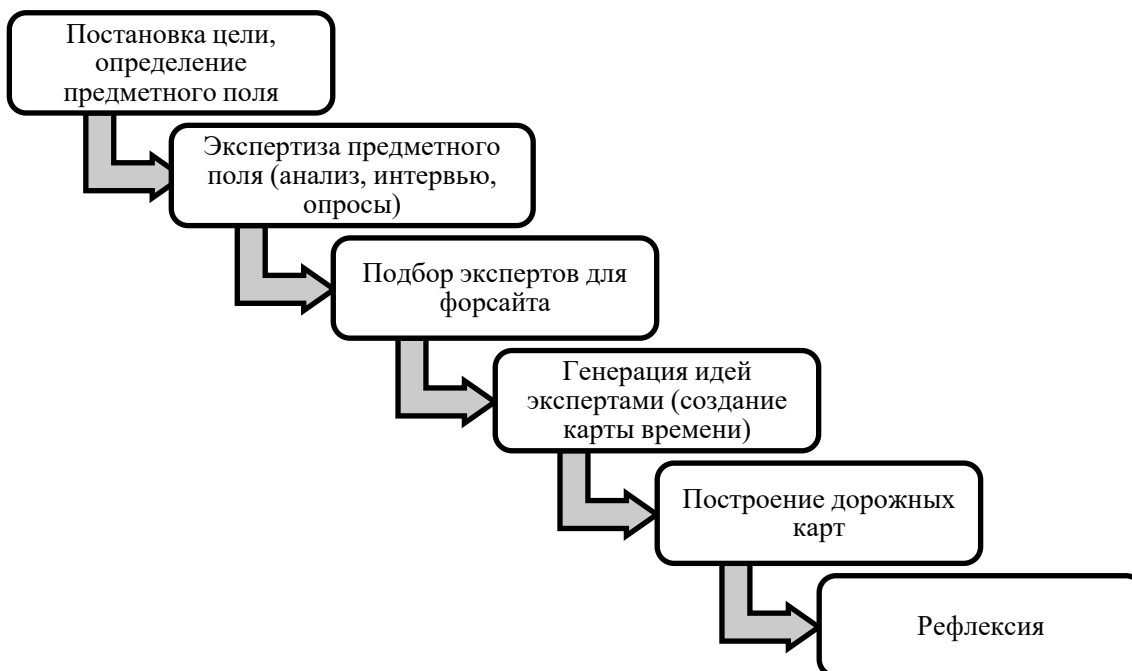 Постановка цели,
определение
предметного поля
Экспертиза предметного
поля (анализ, интервью,
опросы)
Подбор экспертов для
форсайта
Генерация идей
экспертами (создание
карты времени)
Построение дорожных
карт
Рефлексия